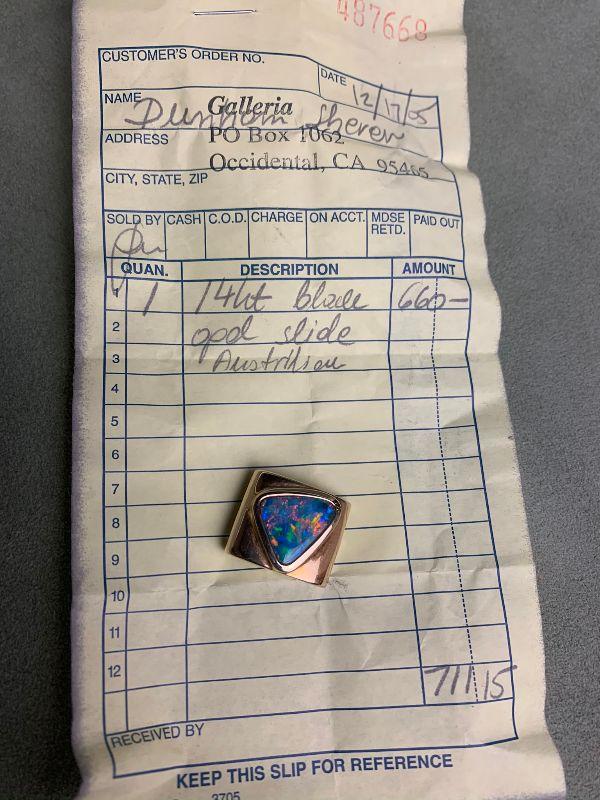 487668
CUSTOMER'S ORDER NO.
DATE 12/17/05
NAME Dunham Sherer
Galleria
ADDRESS PO Box 1062
Occidental, CA 95465
CITY, STATE, ZIP
SOLD BY CASH C.O.D. CHARGE ON ACCT. MDSE RETD. PAID OUT
QUAN. DESCRIPTION AMOUNT
1 1 14kt black 660-
2 opal slide
3 Australian
4
5
6
7
8
9
10
11
12 711 15
RECEIVED BY
KEEP THIS SLIP FOR REFERENCE
3705